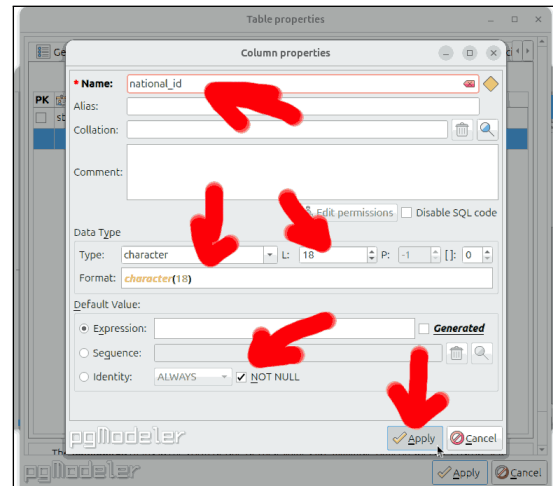 Table properties
Column properties
Ge
* Name: national_id
Alias:
PK
st
Collation:
Comment:
Edit permissions Disable SQL code
Data Type
Type: character L: 18 P: -1 []: 0
Format: character(18)
Default Value:
Expression: Generated
Sequence:
Identity: ALWAYS NOT NULL
pgModeler
Apply Cancel
pgModeler
Apply Cancel